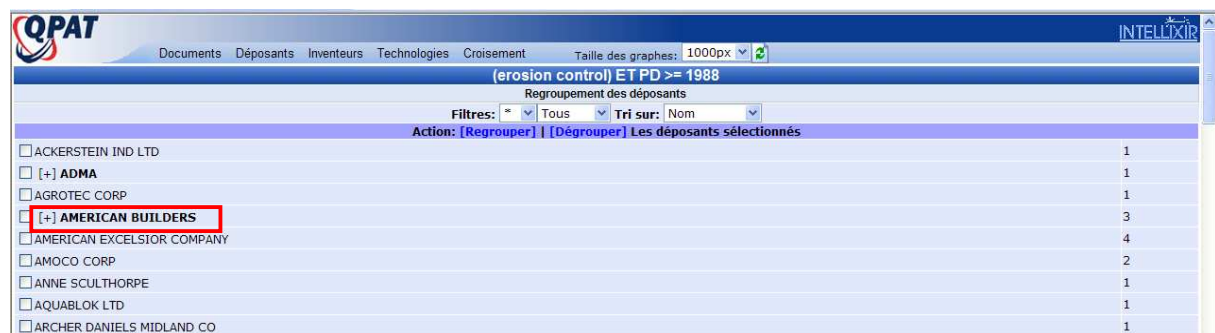 QPAT
INTELLIXIR
Documents Déposants Inventeurs Technologies Croisement Taille des graphes: 1000px
(erosion control) ET PD >= 1988
Regroupement des déposants
Filtres: * Tous Tri sur: Nom
Action: [Regrouper] | [Dégrouper] Les déposants sélectionnés
ACKERSTEIN IND LTD 1
[+] ADMA 1
AGROTEC CORP 1
[+] AMERICAN BUILDERS 3
AMERICAN EXCELSIOR COMPANY 4
AMOCO CORP 2
ANNE SCULTHORPE 1
AQUABLOK LTD 1
ARCHER DANIELS MIDLAND CO 1